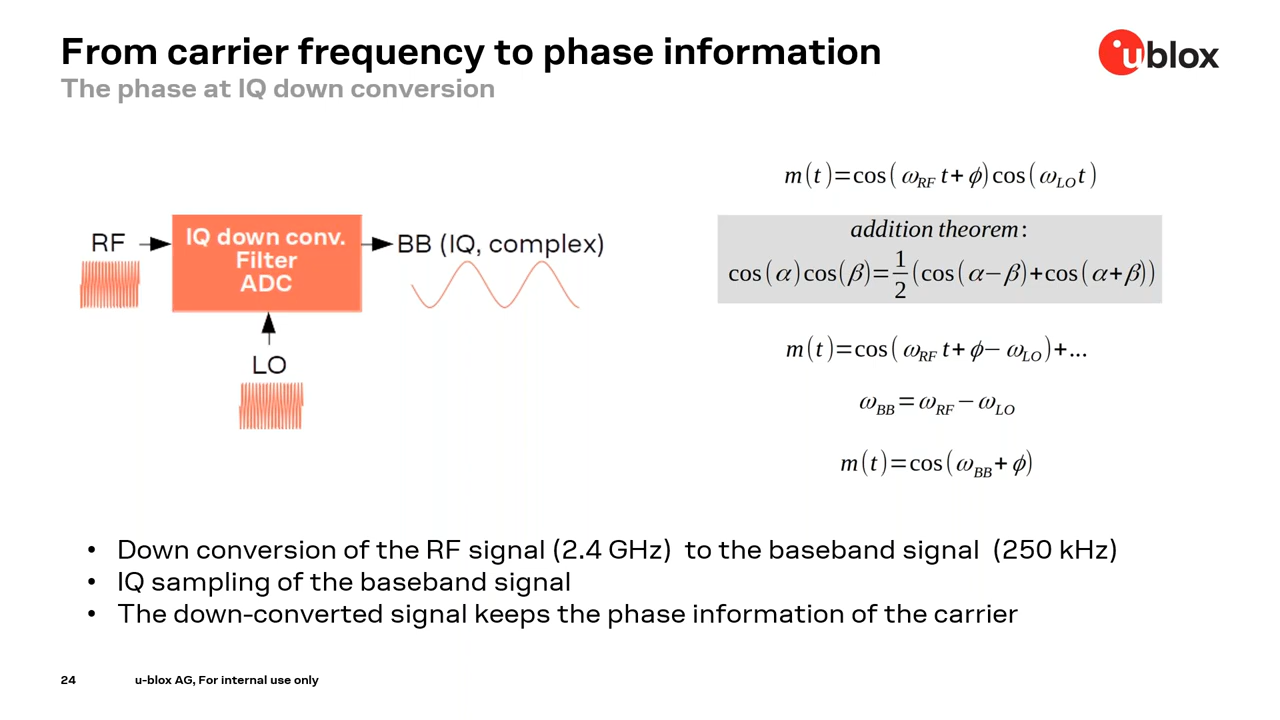 From carrier frequency to phase information
The phase at IQ down conversion
ublox
RF
IQ down conv.
Filter
ADC
BB (IQ, complex)
LO
m(t)=cos(ω_RF t+ϕ)cos(ω_LO t)
addition theorem:
cos(α)cos(β)=1/2(cos(α−β)+cos(α+β))
m(t)=cos(ω_RF t+ϕ−ω_LO)+...
ω_BB=ω_RF−ω_LO
m(t)=cos(ω_BB+ϕ)
• Down conversion of the RF signal (2.4 GHz) to the baseband signal (250 kHz)
• IQ sampling of the baseband signal
• The down-converted signal keeps the phase information of the carrier
24 u-blox AG, For internal use only